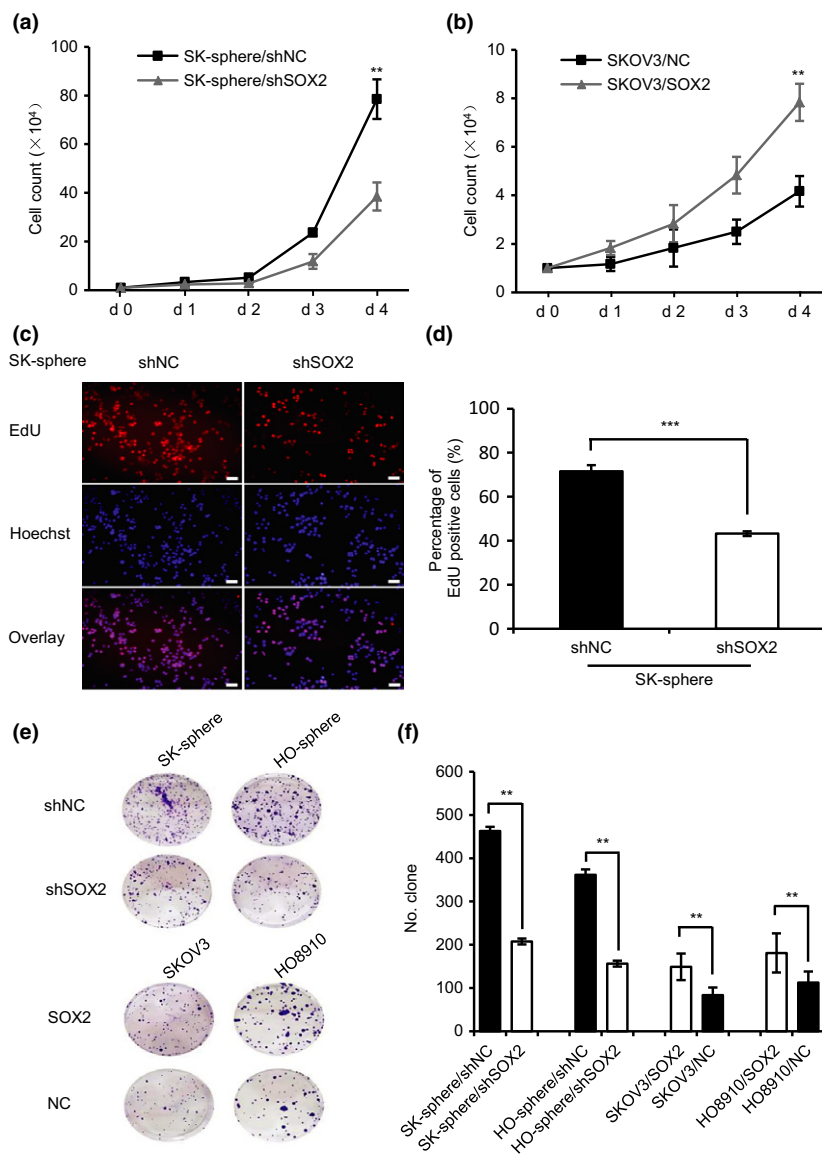 (a)
100
80
60
40
20
0
Cell count (×10⁴)
SK-sphere/shNC
SK-sphere/shSOX2
**
d 0 d 1 d 2 d 3 d 4
(b)
10
8
6
4
2
0
Cell count (×10⁴)
SKOV3/NC
SKOV3/SOX2
**
d 0 d 1 d 2 d 3 d 4
(c)
SK-sphere shNC shSOX2
EdU
Hoechst
Overlay
(d)
100
80
60
40
20
0
Percentage of
EdU positive cells (%)
***
shNC shSOX2
SK-sphere
(e)
SK-sphere HO-sphere
shNC
shSOX2
SKOV3 HO8910
SOX2
NC
(f)
600
500
400
300
200
100
0
No. clone
** ** ** **
SK-sphere/shNC
SK-sphere/shSOX2
HO-sphere/shNC
HO-sphere/shSOX2
SKOV3/SOX2
SKOV3/NC
HO8910/SOX2
HO8910/NC